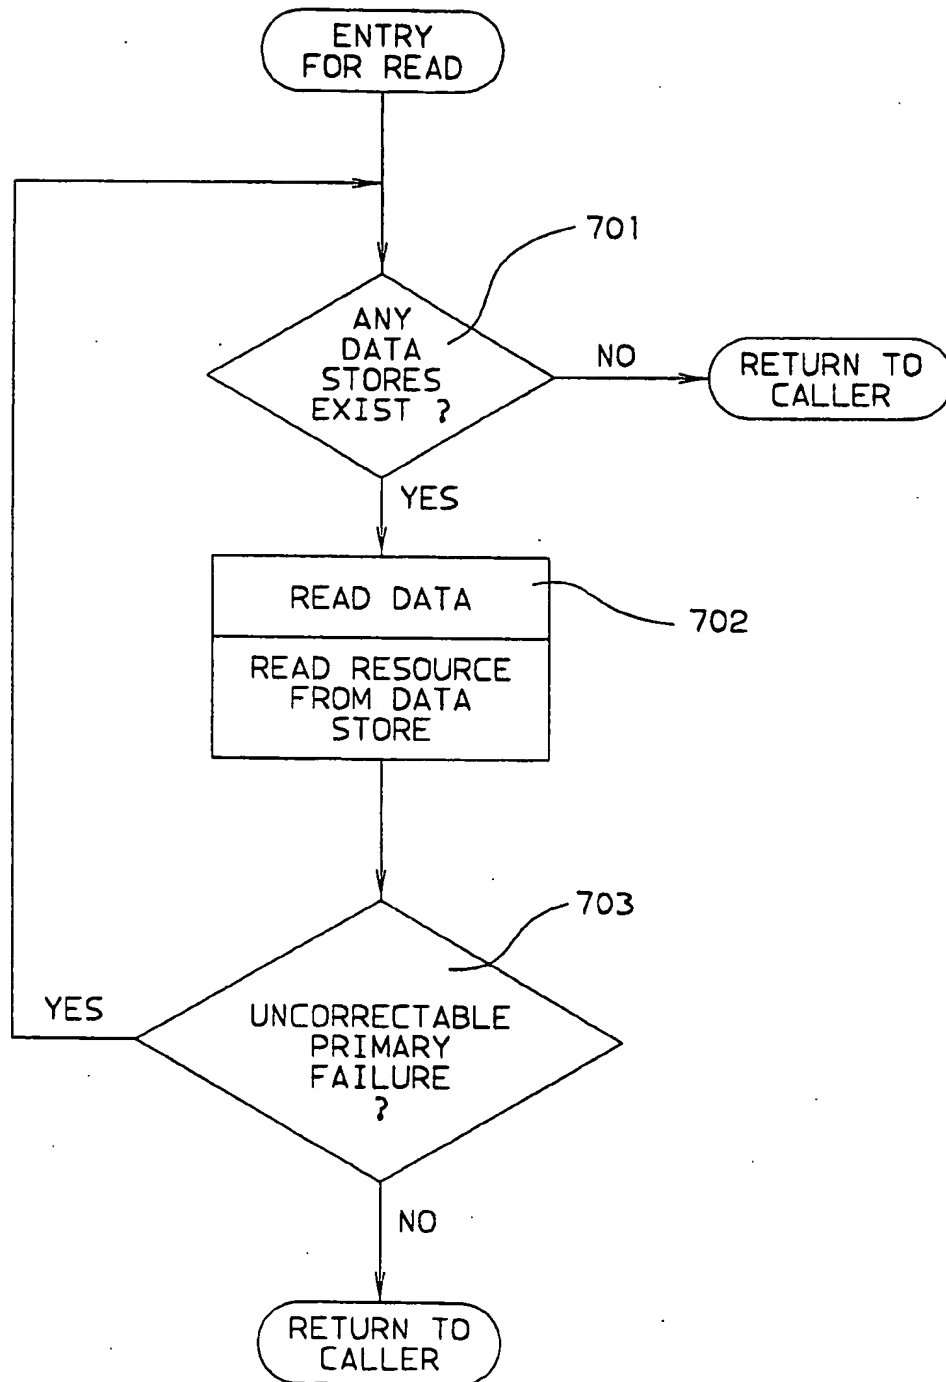 ENTRY
FOR READ
701
ANY
DATA
STORES
EXIST ?
NO
RETURN TO
CALLER
YES
READ DATA
702
READ RESOURCE
FROM DATA
STORE
703
YES
UNCORRECTABLE
PRIMARY
FAILURE
?
NO
RETURN TO
CALLER